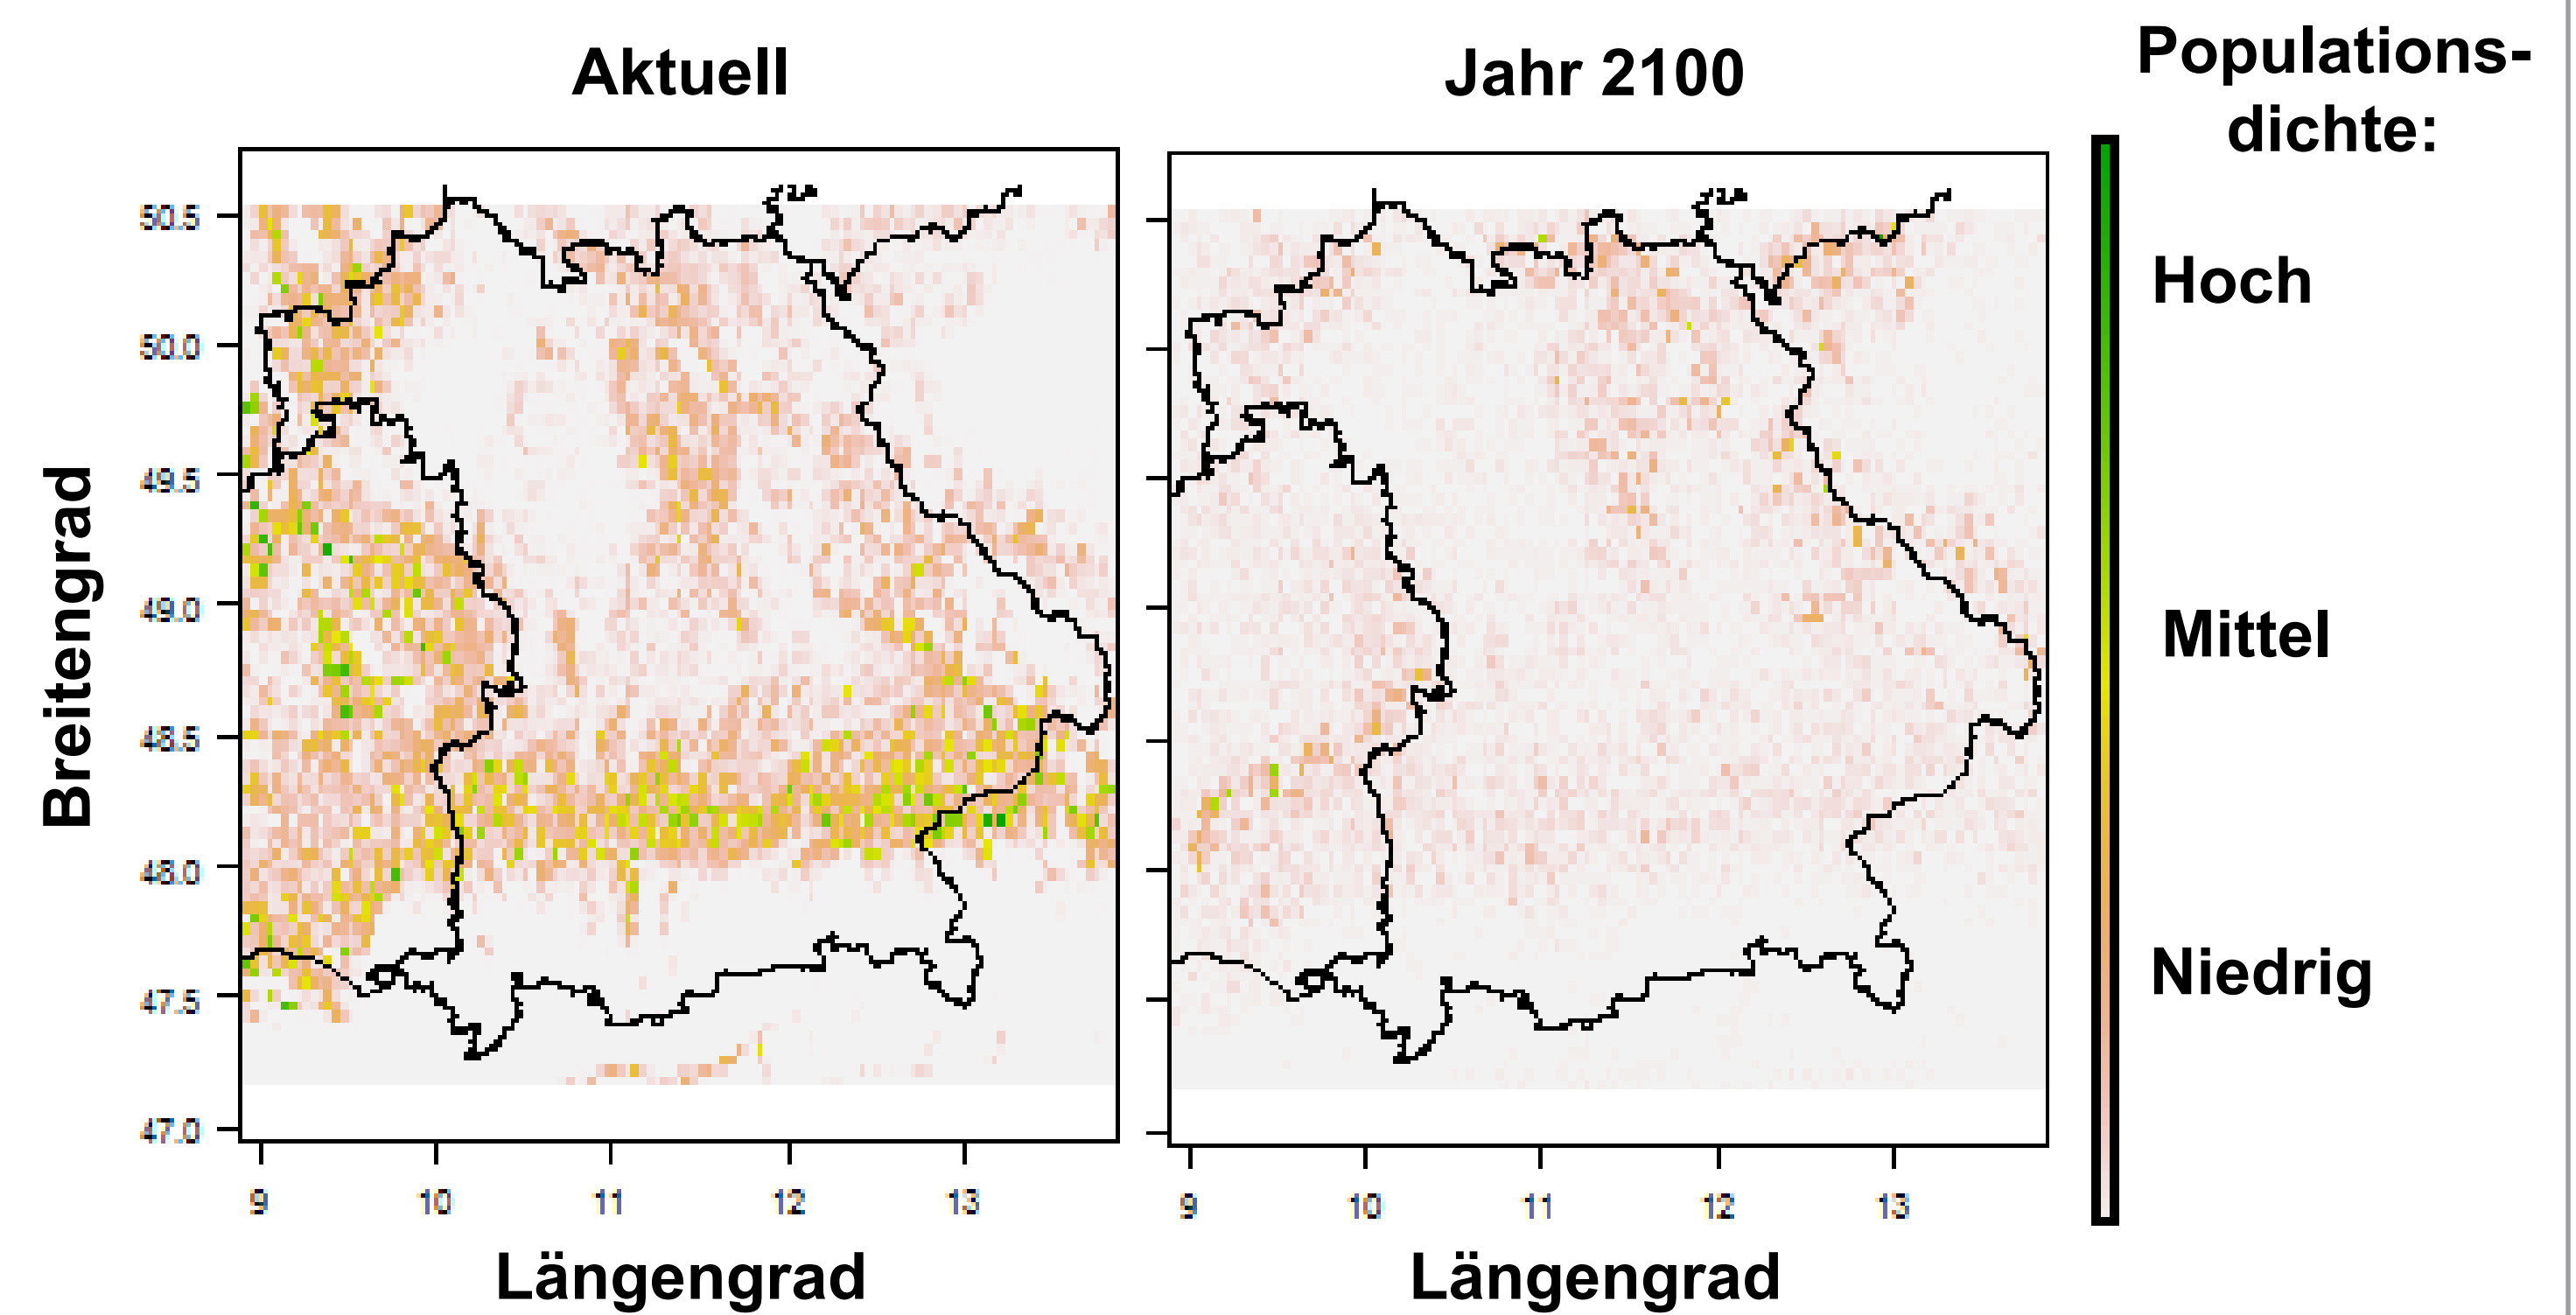 Aktuell
Jahr 2100
Populations-
dichte:
Hoch
Mittel
Niedrig
Breitengrad
50.5
50.0
49.5
49.0
48.5
48.0
47.5
47.0
9 10 11 12 13
9 10 11 12 13
Längengrad
Längengrad